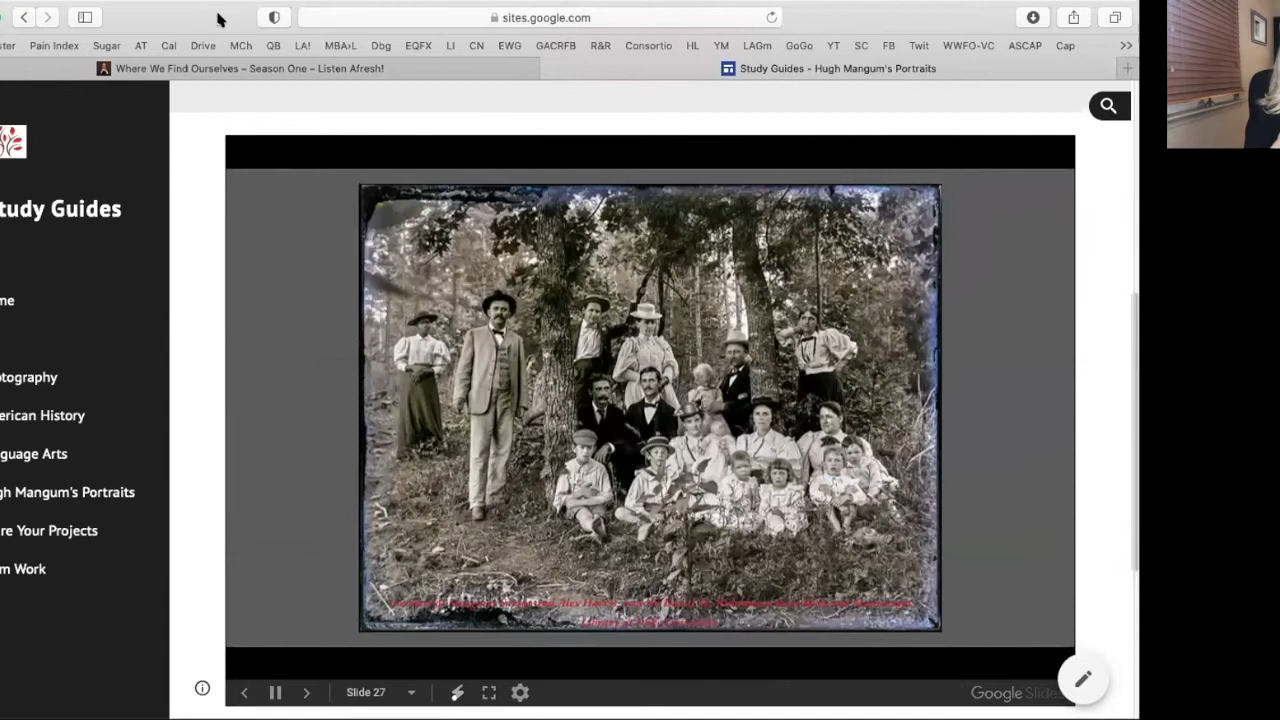 sites.google.com
Pain Index
Sugar
AT
Cal
Drive
MCh
QB
LA!
MBA>L
Dbg
EQFX
LI
CN
EWG
GACRFB
R&R
Consortio
HL
YM
LAGm
GoGo
YT
SC
FB
Twit
WWFO-VC
ASCAP
Cap
Where We Find Ourselves – Season One – Listen Afresh!
Study Guides - Hugh Mangum's Portraits
tudy Guides
me
otography
erican History
guage Arts
gh Mangum's Portraits
re Your Projects
m Work
Slide 27
Google Slides